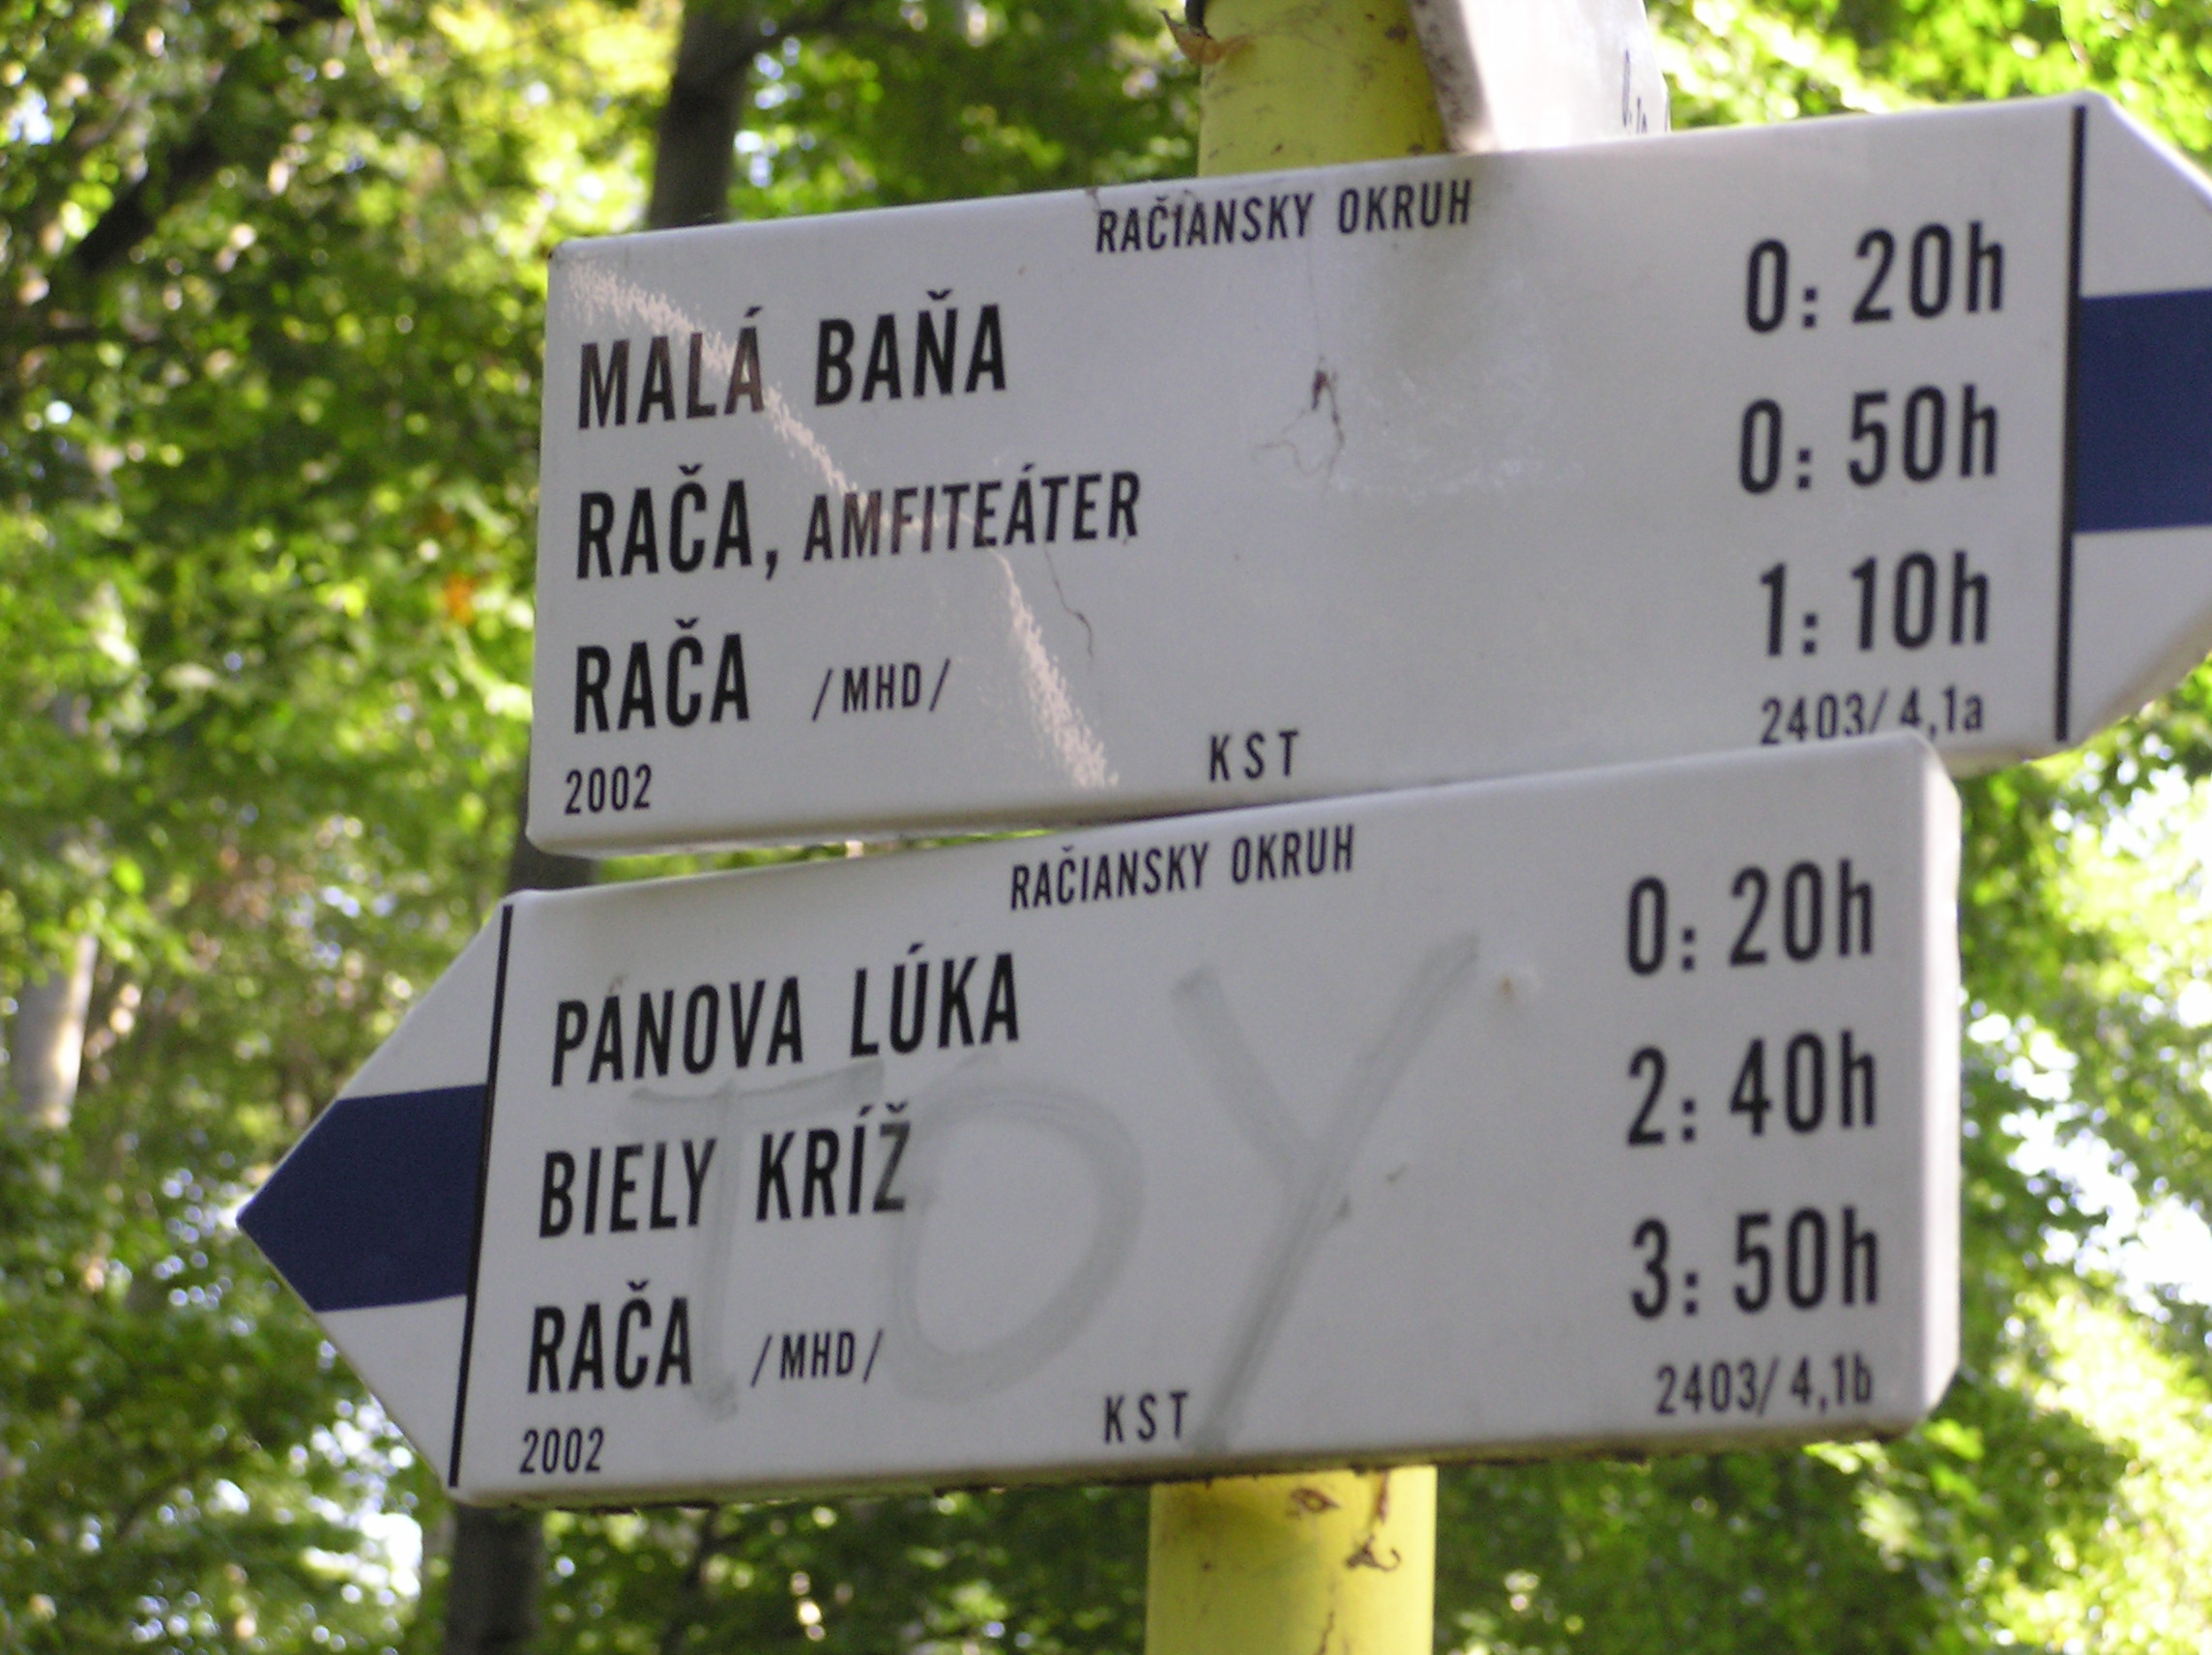 RAČIANSKY OKRUH
MALÁ BAŇA 0: 20h
RAČA, AMFITEÁTER 0: 50h
RAČA /MHD/ 1: 10h
2002 KST 2403/4,1a
RAČIANSKY OKRUH
PÁNOVA LÚKA 0: 20h
BIELY KRÍŽ 2: 40h
RAČA /MHD/ 3: 50h
2002 KST 2403/4,1b
TOY